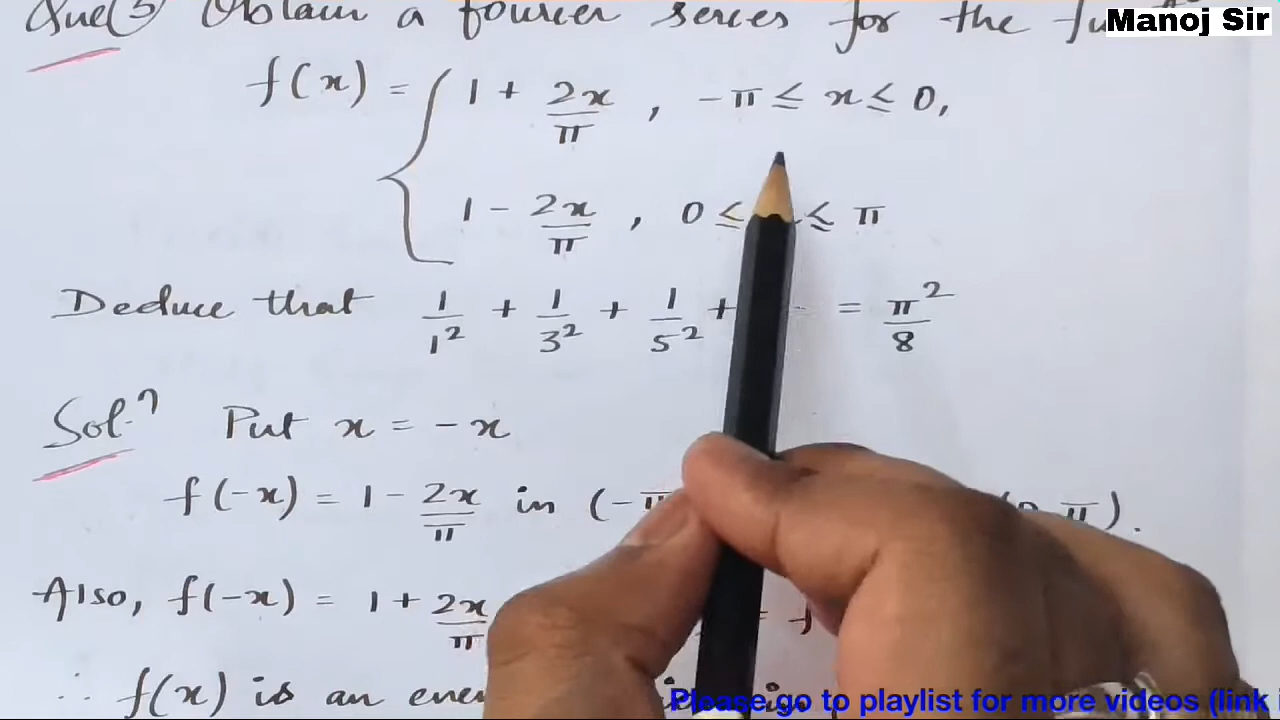 Que(5) Obtain a fourier series for the
Manoj Sir
f(x) = { 1 + 2x/π , -π ≤ x ≤ 0,
1 - 2x/π , 0 ≤ ≤ π
Deduce that 1/1² + 1/3² + 1/5² + = π²/8
Solⁿ Put x = -x
f(-x) = 1 - 2x/π in (-π π).
Also, f(-x) = 1 + 2x/π
∴ f(x) is an even
Please go to playlist for more videos (link